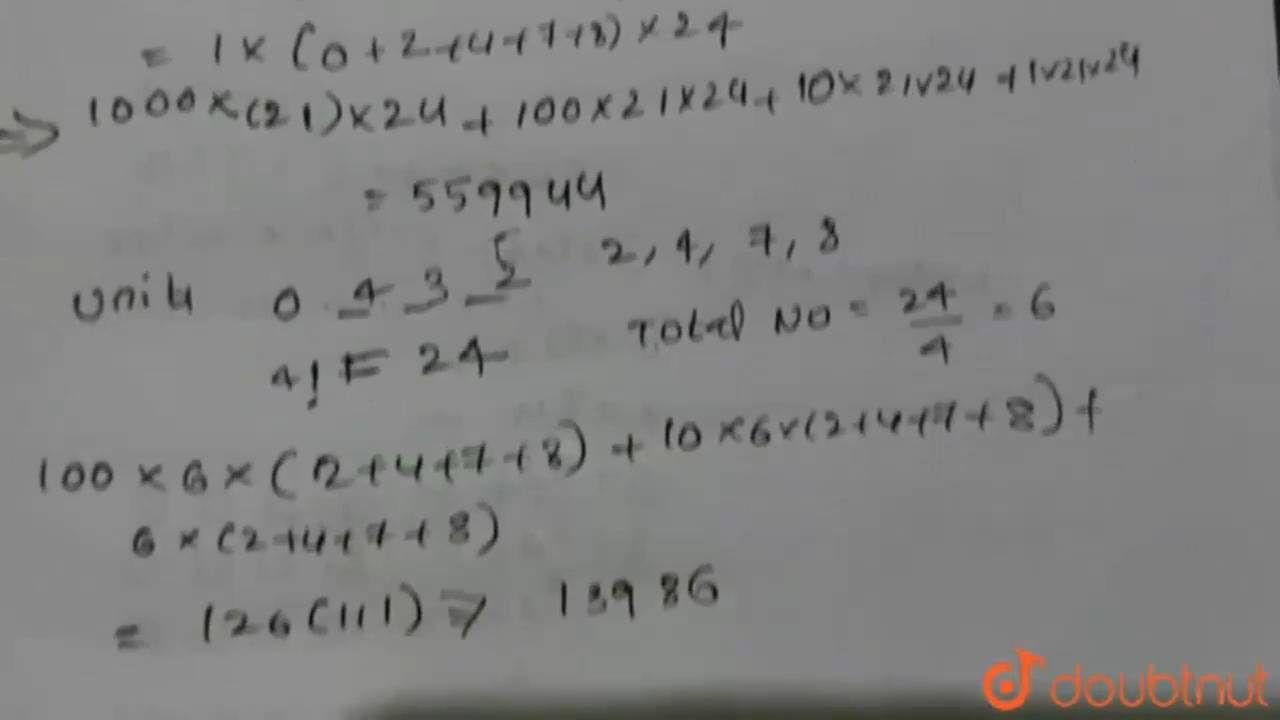 = 1 × (0 + 2 + 4 + 7 + 8) × 24
⇒ 1000 × (21) × 24 + 100 × 21 × 24 + 10 × 21 × 24 + 1 × 21 × 24
= 559944
0 4 3 2 2, 4, 7, 8
4! = 24 Total NO = 24/4 = 6
100 × 6 × (2 + 4 + 7 + 8) + 10 × 6 × (2 + 4 + 7 + 8) +
6 × (2 + 4 + 7 + 8)
= 126 (111) ⇒ 13986
doubtnut